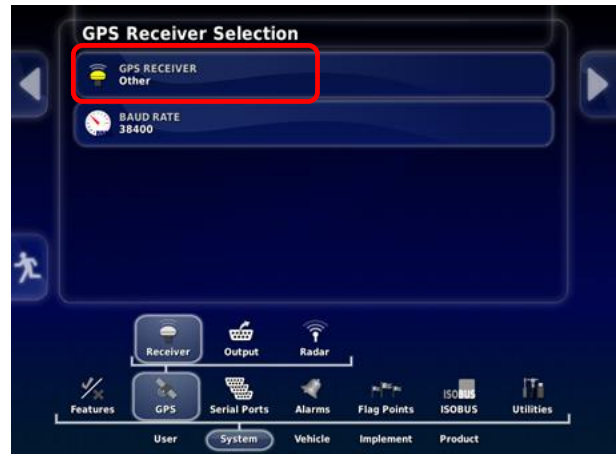 GPS Receiver Selection
GPS RECEIVER
Other
BAUD RATE
38400
Receiver Output Radar
Features GPS Serial Ports Alarms Flag Points ISOBUS ISOBUS Utilities
User System Vehicle Implement Product